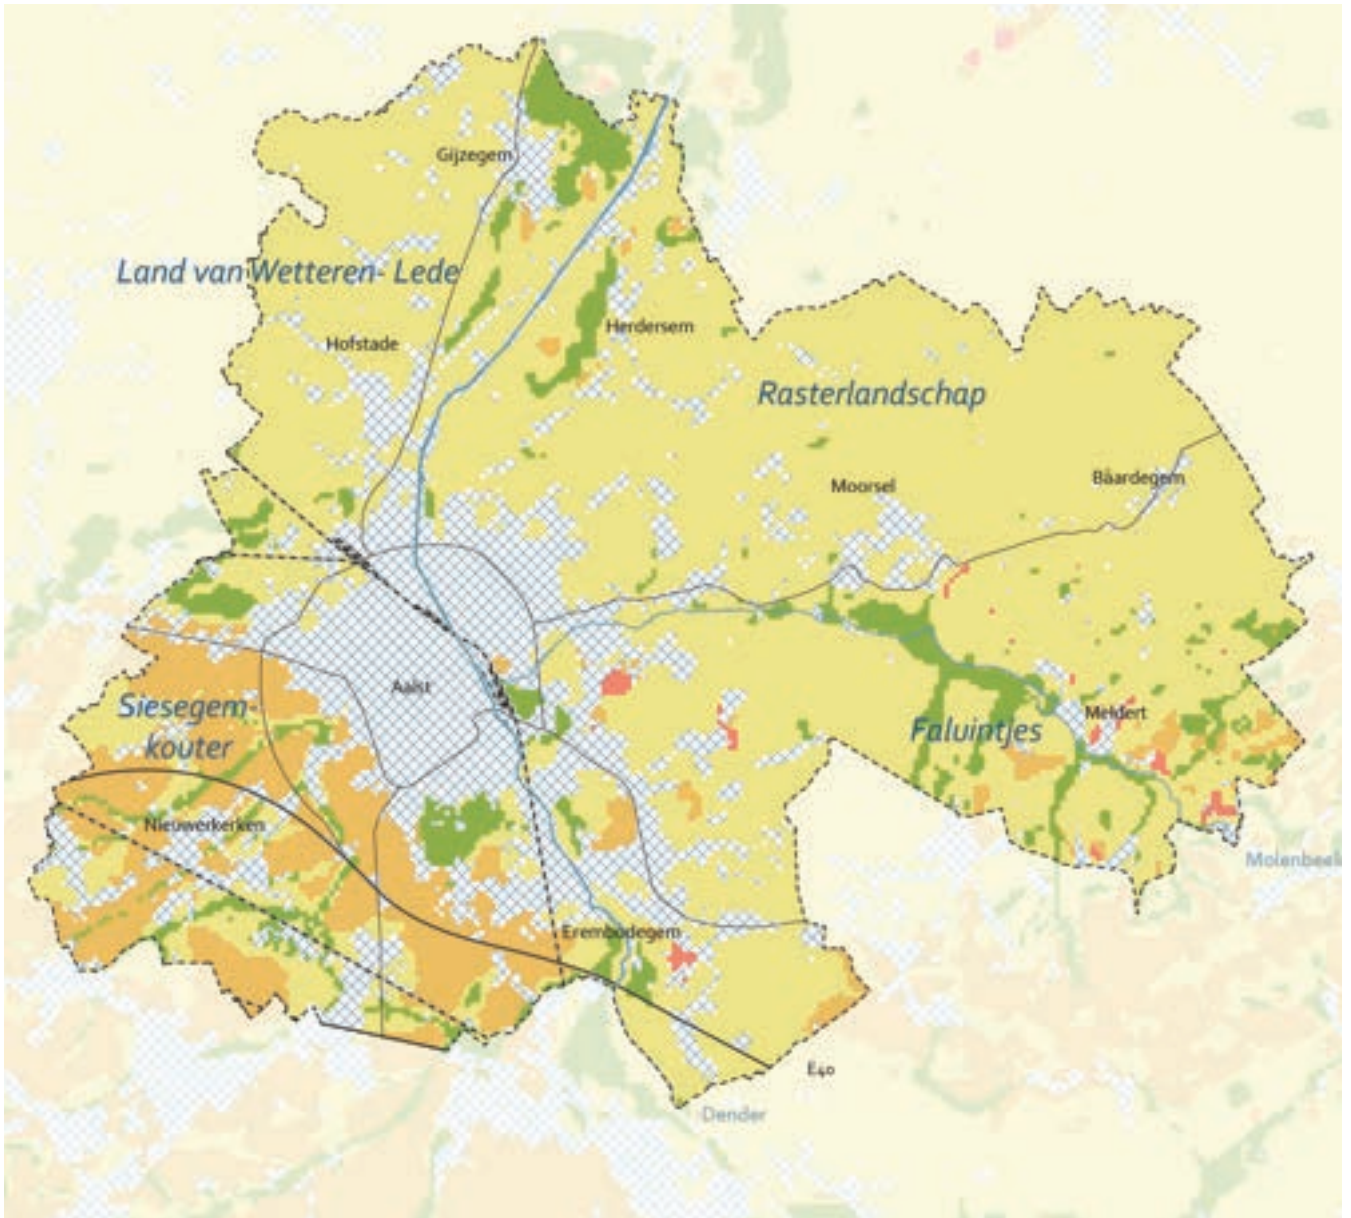 Gijzegem
Land van Wetteren- Lede
Herdersem
Hofstade
Rasterlandschap
Moorsel
Baardegem
Aalst
Siesegem-
kouter
Meldert
Faluintjes
Nieuwerkerken
Molenbeek
Erembodegem
E40
Dender